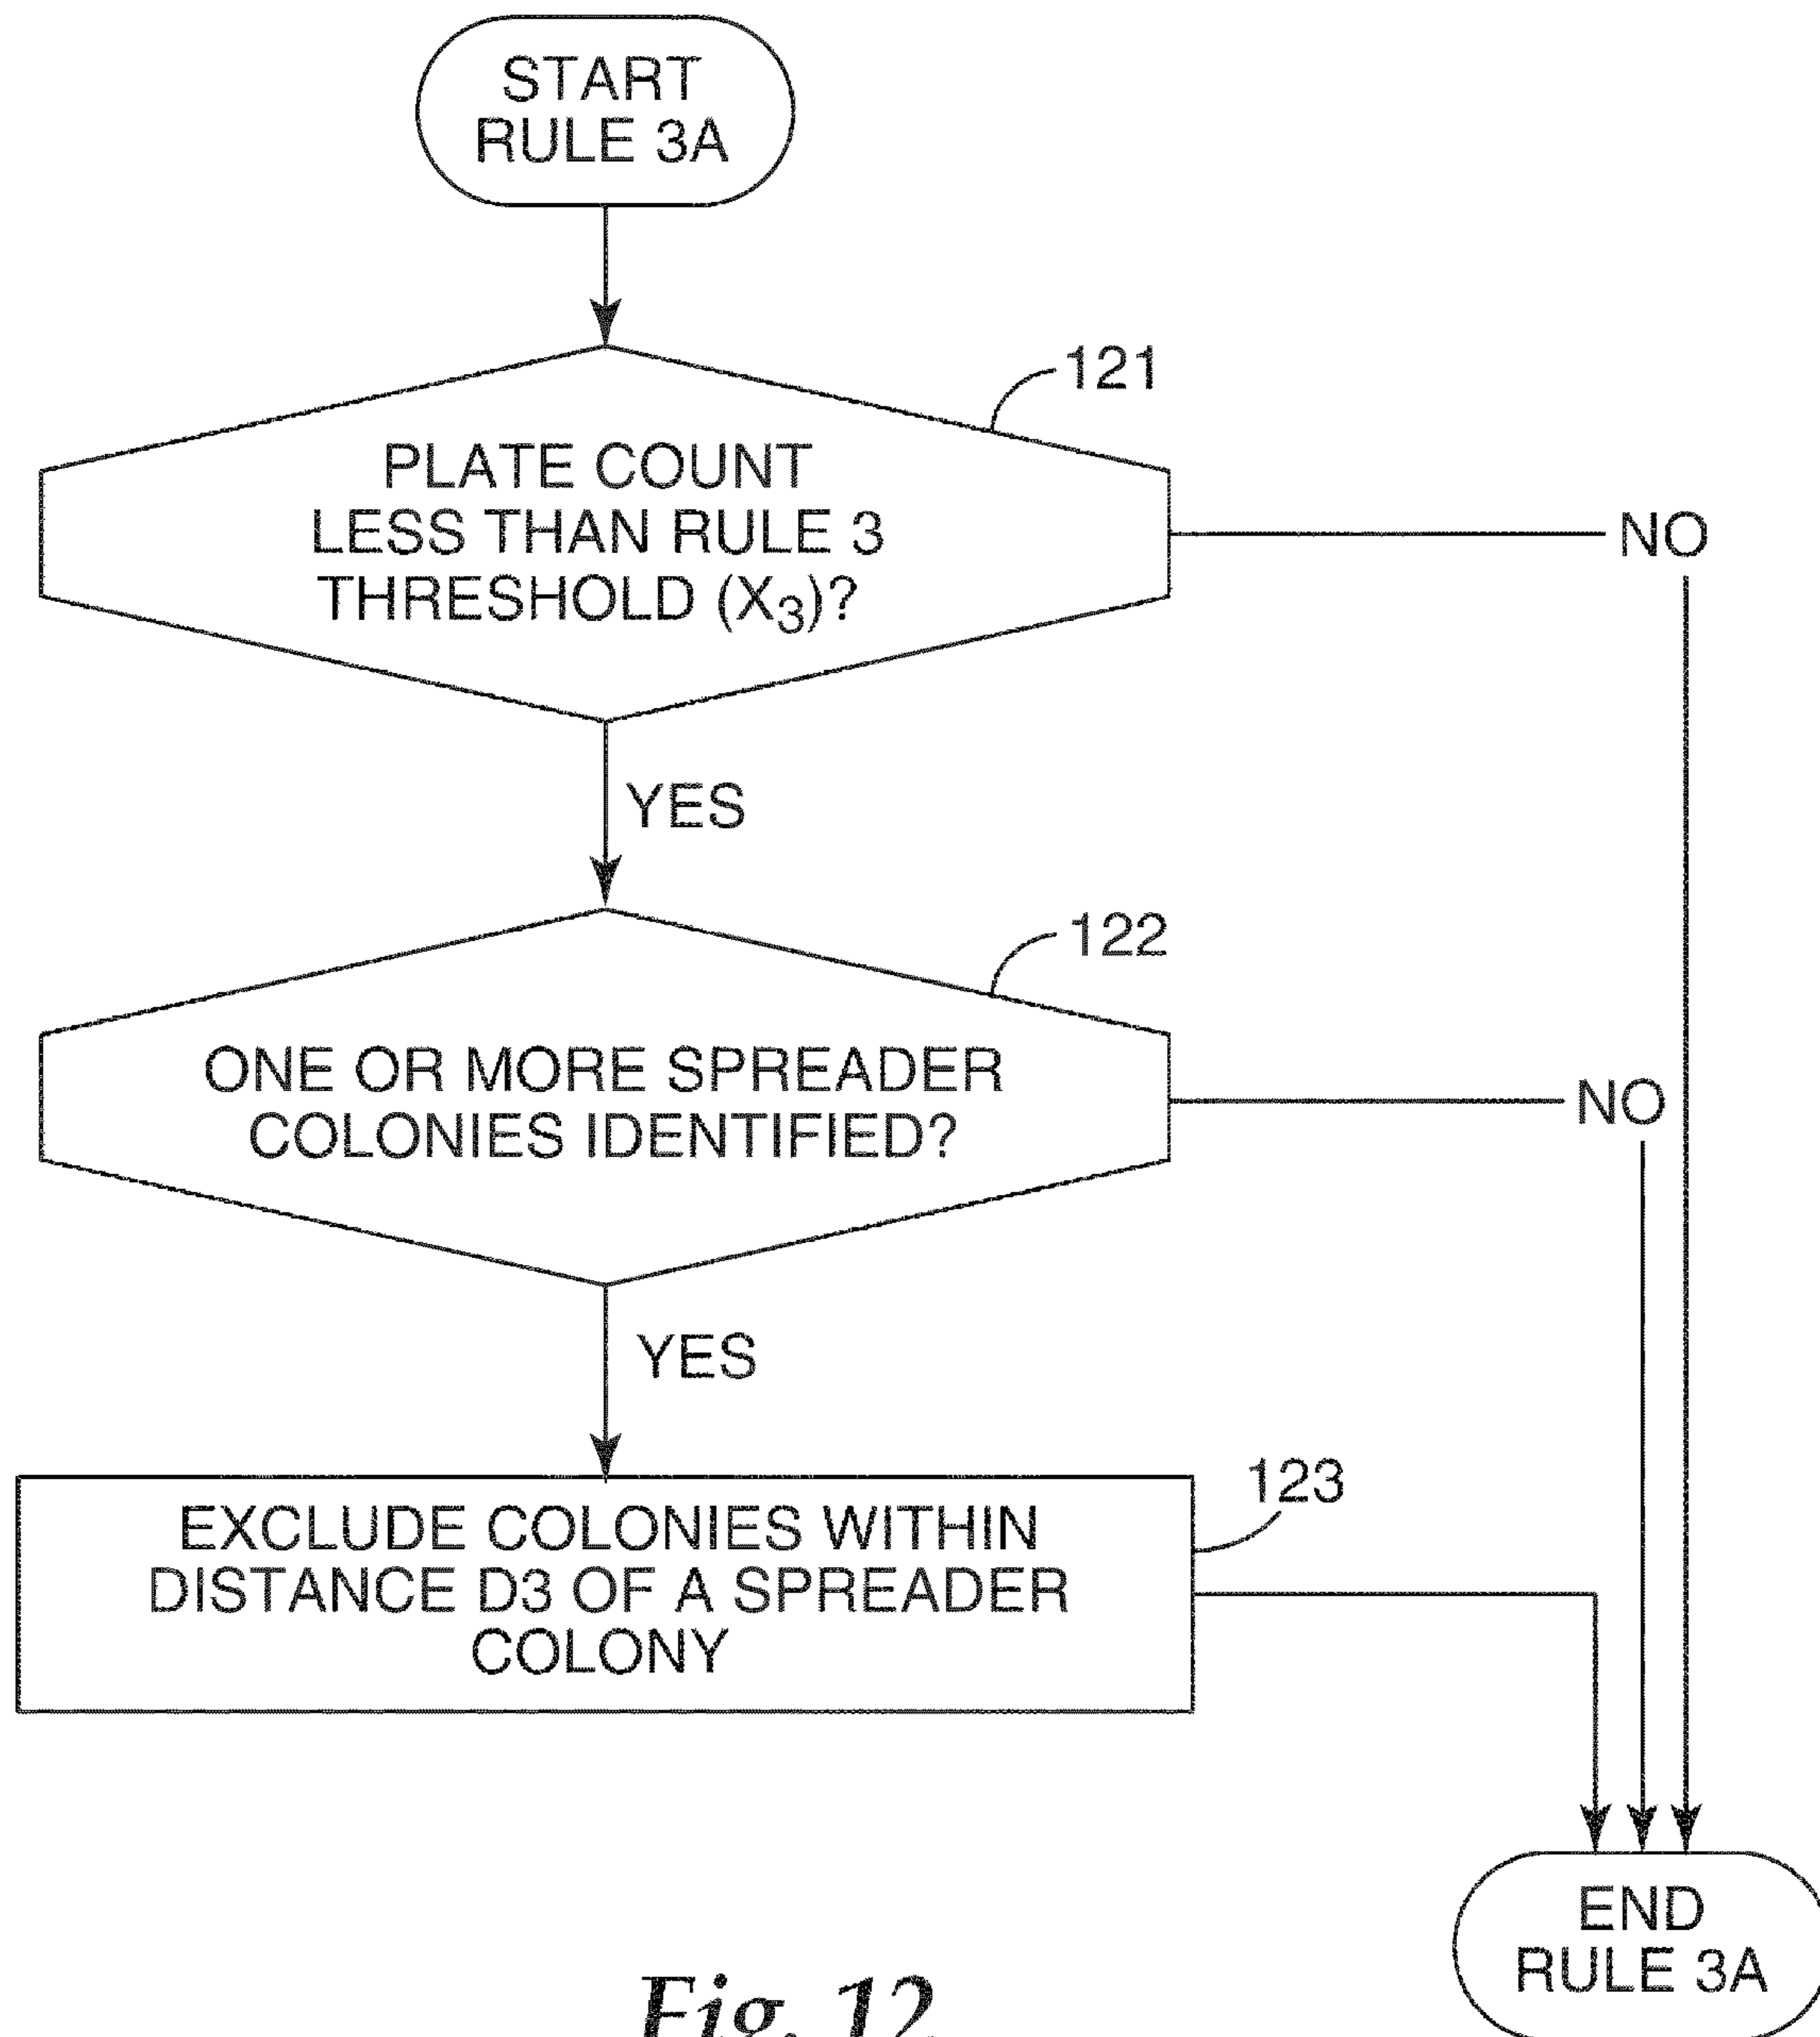 START
RULE 3A
121
PLATE COUNT
LESS THAN RULE 3
THRESHOLD (X3)?
NO
YES
122
ONE OR MORE SPREADER
COLONIES IDENTIFIED?
NO
YES
123
EXCLUDE COLONIES WITHIN
DISTANCE D3 OF A SPREADER
COLONY
END
RULE 3A
Fig. 12